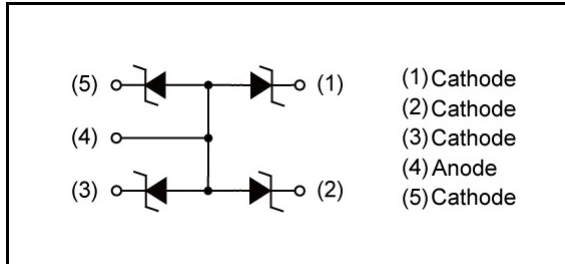 (5) (1)
(4)
(3) (2)
(1)Cathode
(2)Cathode
(3)Cathode
(4)Anode
(5)Cathode